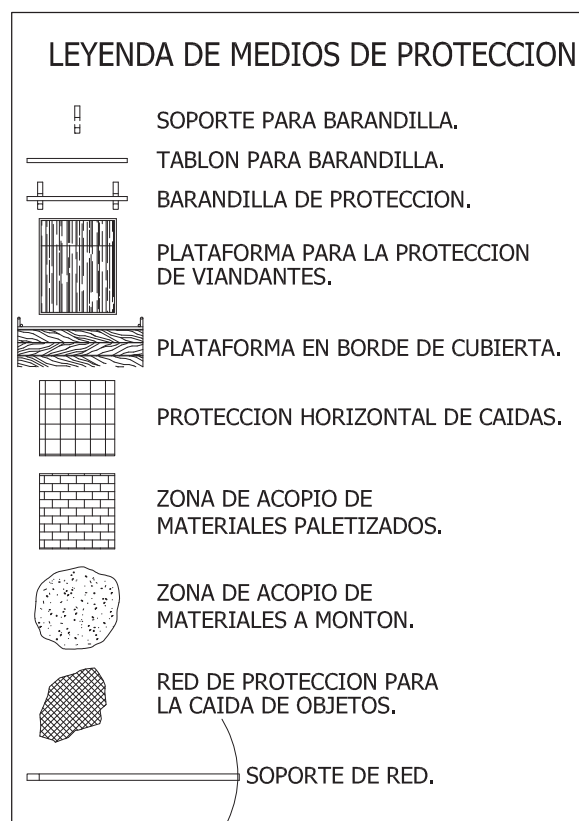 LEYENDA DE MEDIOS DE PROTECCION
SOPORTE PARA BARANDILLA.
TABLON PARA BARANDILLA.
BARANDILLA DE PROTECCION.
PLATAFORMA PARA LA PROTECCION
DE VIANDANTES.
PLATAFORMA EN BORDE DE CUBIERTA.
PROTECCION HORIZONTAL DE CAIDAS.
ZONA DE ACOPIO DE
MATERIALES PALETIZADOS.
ZONA DE ACOPIO DE
MATERIALES A MONTON.
RED DE PROTECCION PARA
LA CAIDA DE OBJETOS.
SOPORTE DE RED.